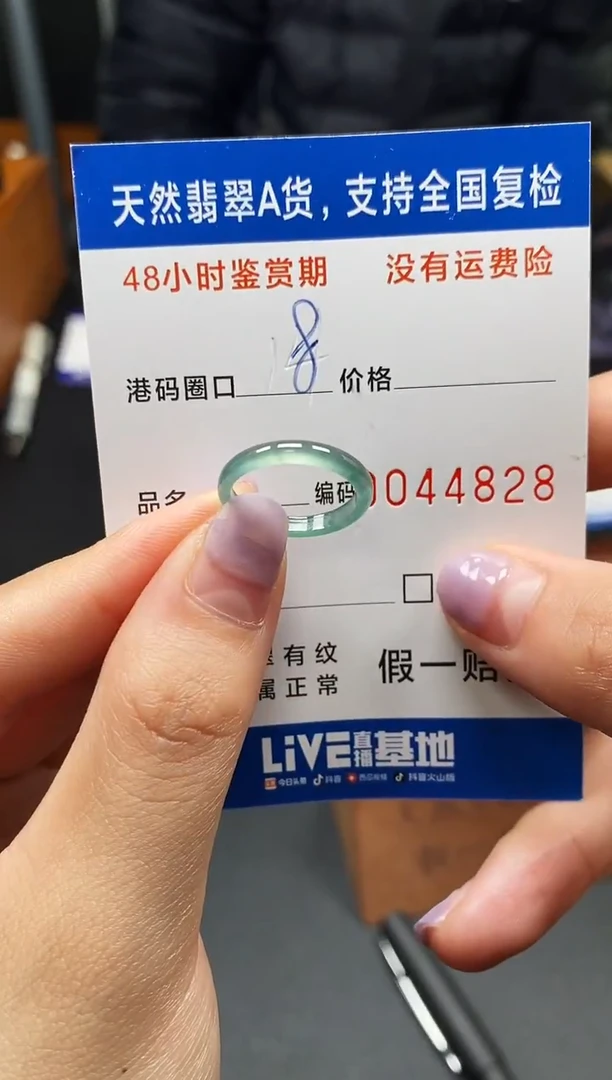 天然翡翠A货，支持全国复检
48小时鉴赏期 没有运费险
港码圈口 8 价格
品名 编码 0044828
有纹 假一赔
属正常
LiVE直播基地
今日头条 抖音 西瓜视频 抖音火山版